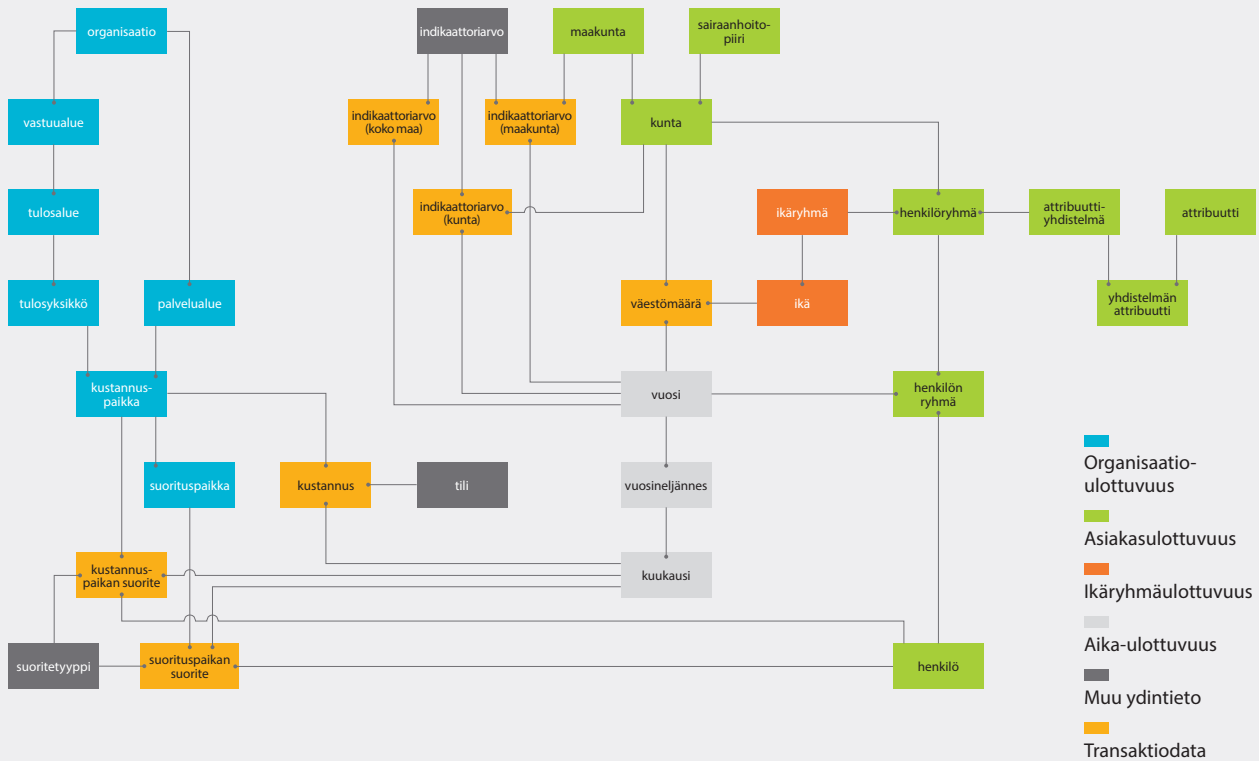 organisaatio
indikaattoriarvo
maakunta
sairaanhoito-
piiri
vastuualue
indikaattoriarvo
(koko maa)
indikaattoriarvo
(maakunta)
kunta
tulosalue
indikaattoriarvo
(kunta)
ikäryhmä
henkilöryhmä
attribuutti-
yhdistelmä
attribuutti
tulosyksikkö
palvelualue
väestömäärä
ikä
yhdistelmän
attribuutti
kustannus-
paikka
vuosi
henkilön
ryhmä
suorituspaikka
kustannus
tili
vuosineljännes
kustannus-
paikan suorite
kuukausi
suoritetyyppi
suorituspaikan
suorite
henkilö
Organisaatio-
ulottuvuus
Asiakasulottuvuus
Ikäryhmäulottuvuus
Aika-ulottuvuus
Muu ydintieto
Transaktiodata